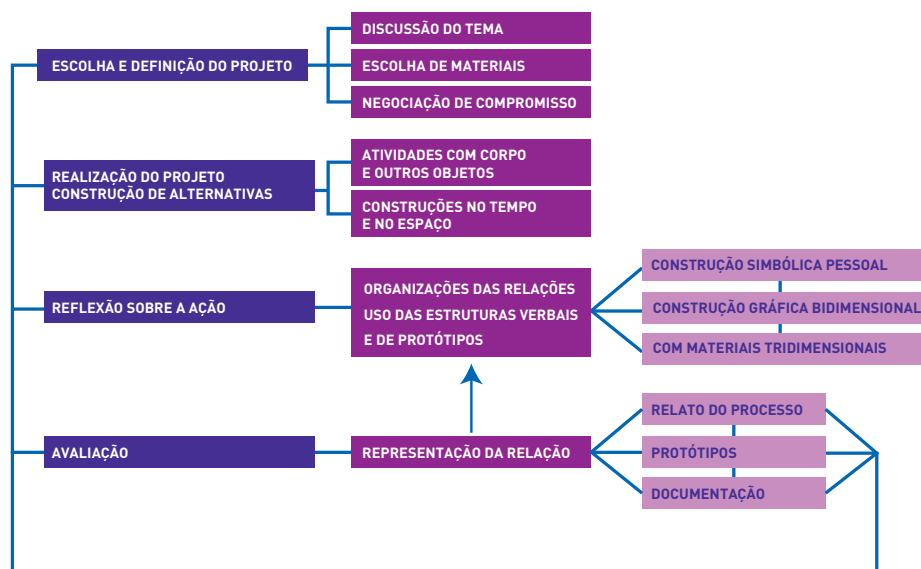 DISCUSSÃO DO TEMA
ESCOLHA E DEFINIÇÃO DO PROJETO
ESCOLHA DE MATERIAIS
NEGOCIAÇÃO DE COMPROMISSO
REALIZAÇÃO DO PROJETO
CONSTRUÇÃO DE ALTERNATIVAS
ATIVIDADES COM CORPO
E OUTROS OBJETOS
CONSTRUÇÕES NO TEMPO
E NO ESPAÇO
REFLEXÃO SOBRE A AÇÃO
ORGANIZAÇÕES DAS RELAÇÕES
USO DAS ESTRUTURAS VERBAIS
E DE PROTÓTIPOS
CONSTRUÇÃO SIMBÓLICA PESSOAL
CONSTRUÇÃO GRÁFICA BIDIMENSIONAL
COM MATERIAIS TRIDIMENSIONAIS
AVALIAÇÃO
REPRESENTAÇÃO DA RELAÇÃO
RELATO DO PROCESSO
PROTÓTIPOS
DOCUMENTAÇÃO